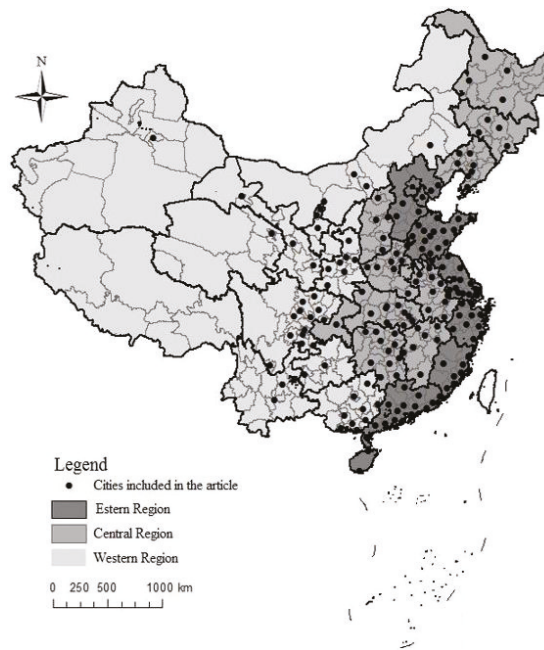 N
Legend
Cities included in the article
Estern Region
Central Region
Western Region
0 250 500 1000 km